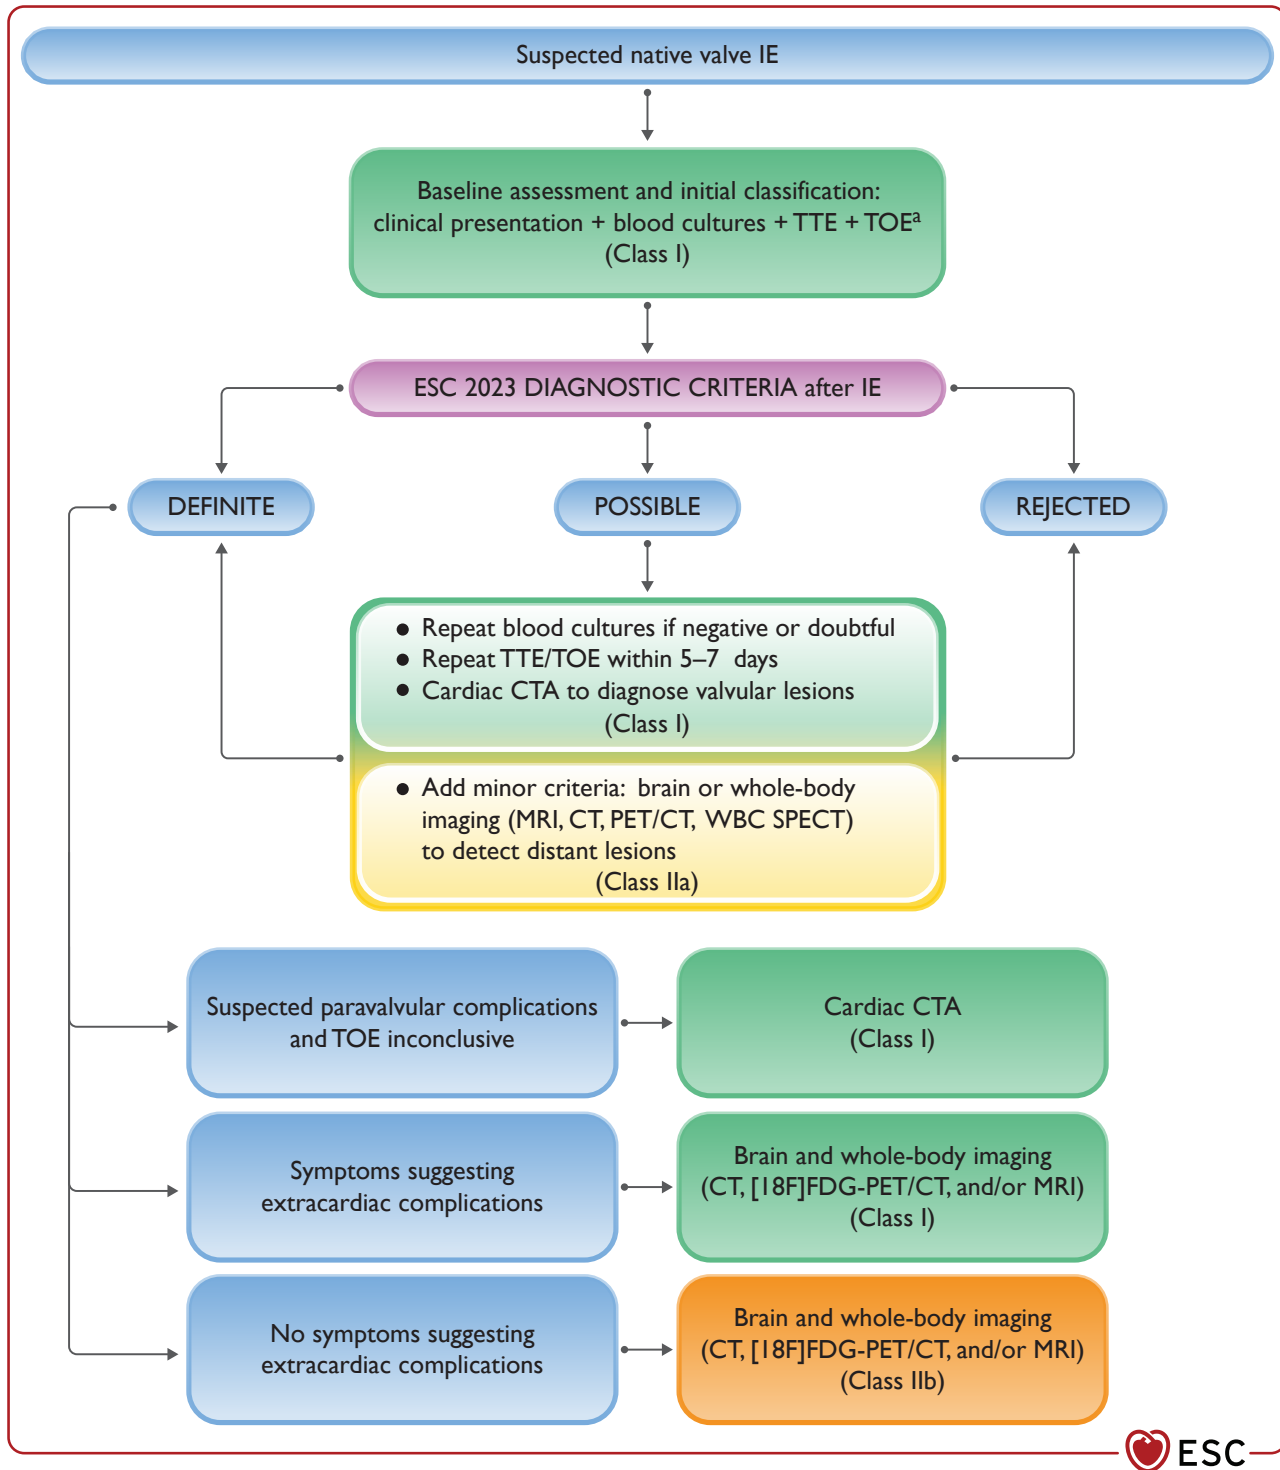 Suspected native valve IE
Baseline assessment and initial classification:
clinical presentation + blood cultures + TTE + TOEᵃ
(Class I)
ESC 2023 DIAGNOSTIC CRITERIA after IE
DEFINITE
POSSIBLE
REJECTED
● Repeat blood cultures if negative or doubtful
● Repeat TTE/TOE within 5–7 days
● Cardiac CTA to diagnose valvular lesions
(Class I)
● Add minor criteria: brain or whole-body
imaging (MRI, CT, PET/CT, WBC SPECT)
to detect distant lesions
(Class IIa)
Suspected paravalvular complications
and TOE inconclusive
Cardiac CTA
(Class I)
Symptoms suggesting
extracardiac complications
Brain and whole-body imaging
(CT, [18F]FDG-PET/CT, and/or MRI)
(Class I)
No symptoms suggesting
extracardiac complications
Brain and whole-body imaging
(CT, [18F]FDG-PET/CT, and/or MRI)
(Class IIb)
ESC